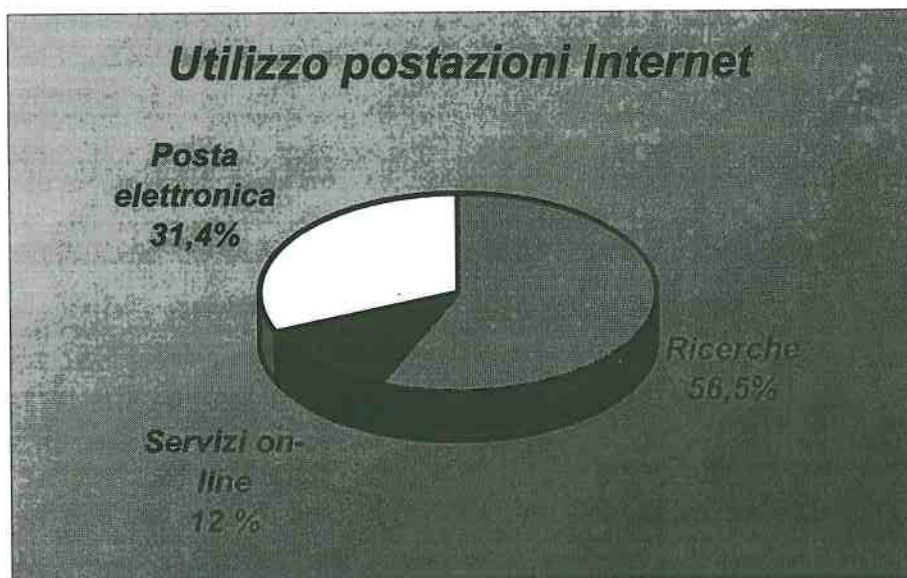 Utilizzo postazioni Internet
Posta
elettronica
31,4%
Ricerche
56,5%
Servizi on-
line
12 %